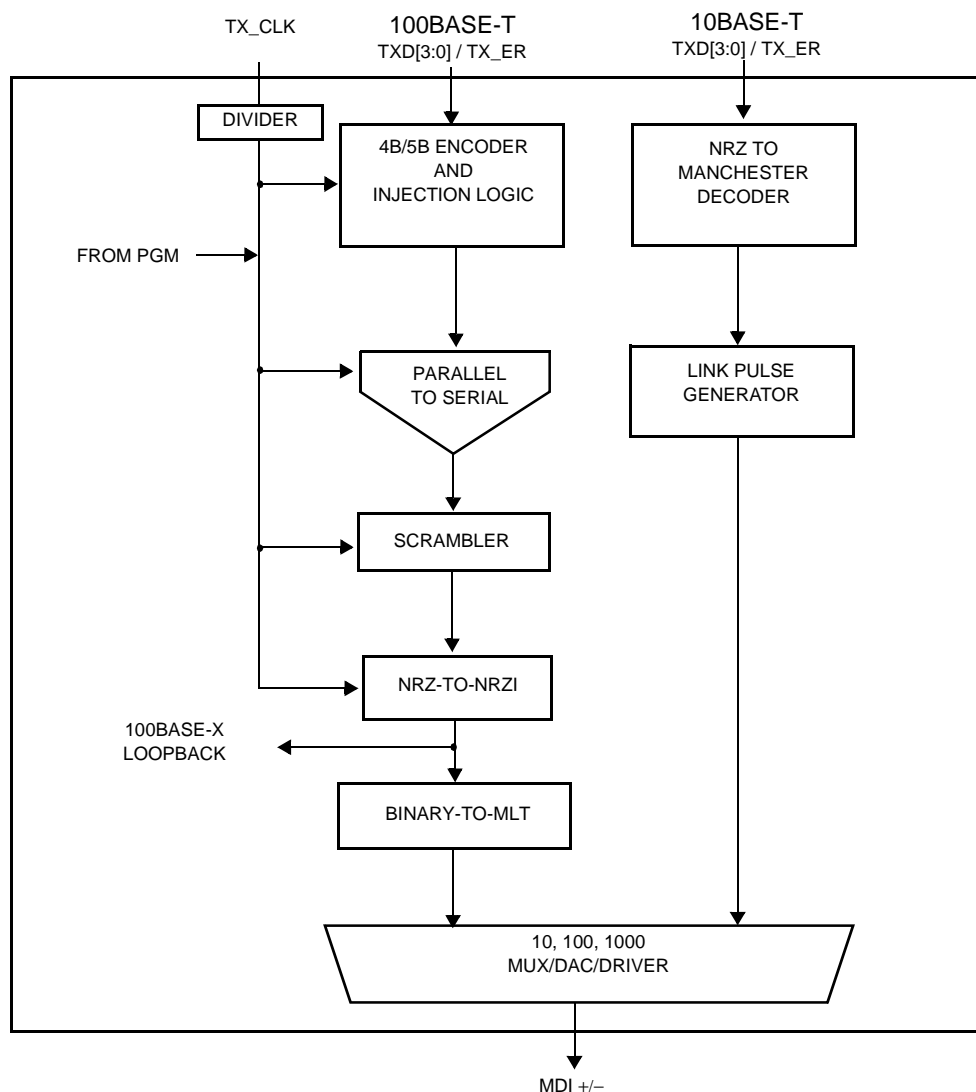 TX_CLK
100BASE-T
TXD[3:0] / TX_ER
10BASE-T
TXD[3:0] / TX_ER
DIVIDER
4B/5B ENCODER
AND
INJECTION LOGIC
NRZ TO
MANCHESTER
DECODER
FROM PGM
PARALLEL
TO SERIAL
LINK PULSE
GENERATOR
SCRAMBLER
NRZ-TO-NRZI
100BASE-X
LOOPBACK
BINARY-TO-MLT
10, 100, 1000
MUX/DAC/DRIVER
MDI +/−